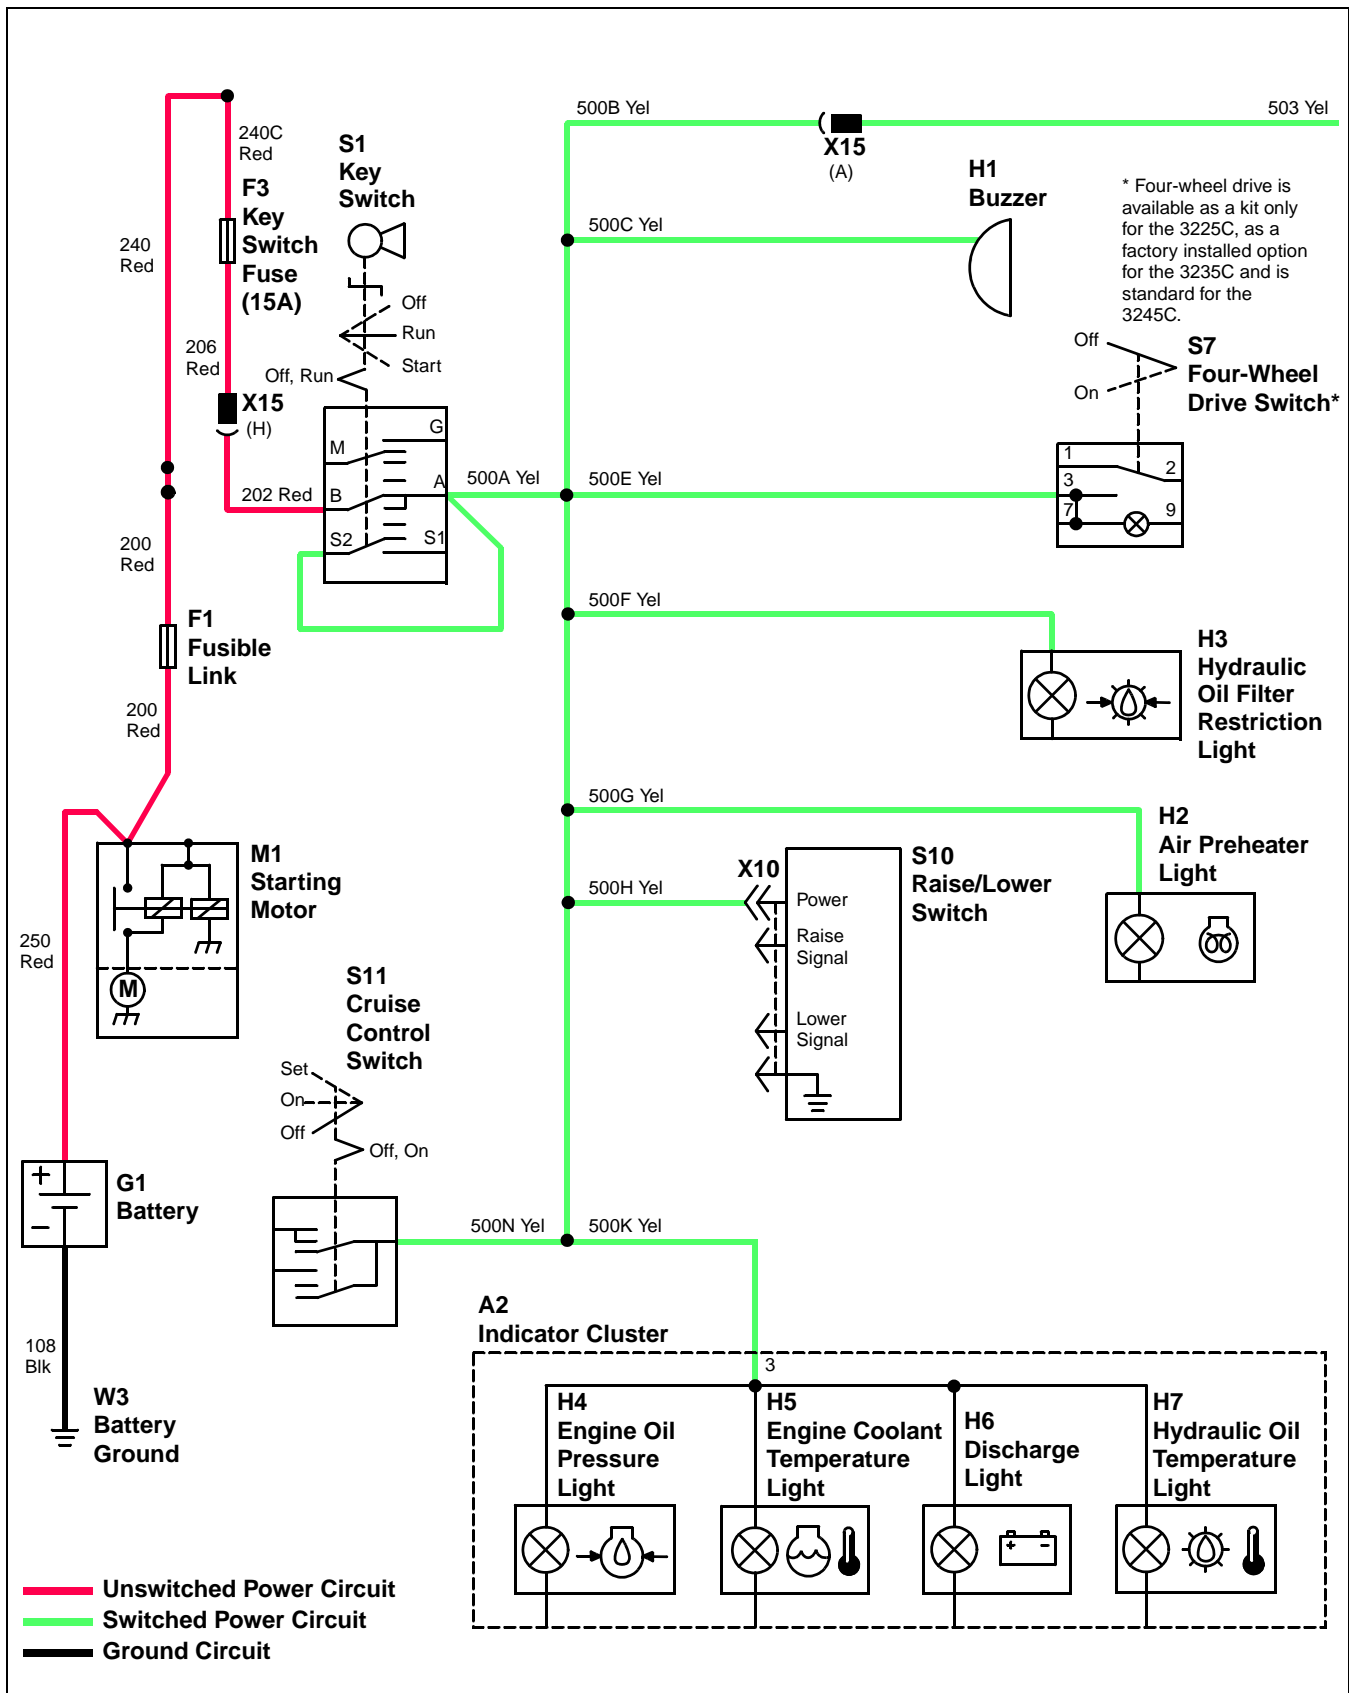 500B Yel
503 Yel
X15
(A)
240C
Red
S1
Key
Switch
H1
Buzzer
* Four-wheel drive is
available as a kit only
for the 3225C, as a
factory installed option
for the 3235C and is
standard for the
3245C.
F3
Key
Switch
Fuse
(15A)
500C Yel
240
Red
Off
Run
Start
206
Red
Off, Run
Off
On
S7
Four-Wheel
Drive Switch*
X15
(H)
M
G
B
A
S2
S1
202 Red
500A Yel
500E Yel
1
2
3
7
9
200
Red
F1
Fusible
Link
500F Yel
H3
Hydraulic
Oil Filter
Restriction
Light
200
Red
500G Yel
H2
Air Preheater
Light
M1
Starting
Motor
M
X10
500H Yel
S10
Raise/Lower
Switch
Power
Raise
Signal
Lower
Signal
250
Red
S11
Cruise
Control
Switch
Set
On
Off
Off, On
+
−
G1
Battery
500N Yel
500K Yel
108
Blk
W3
Battery
Ground
A2
Indicator Cluster
3
H4
Engine Oil
Pressure
Light
H5
Engine Coolant
Temperature
Light
H6
Discharge
Light
H7
Hydraulic Oil
Temperature
Light
+ −
Unswitched Power Circuit
Switched Power Circuit
Ground Circuit